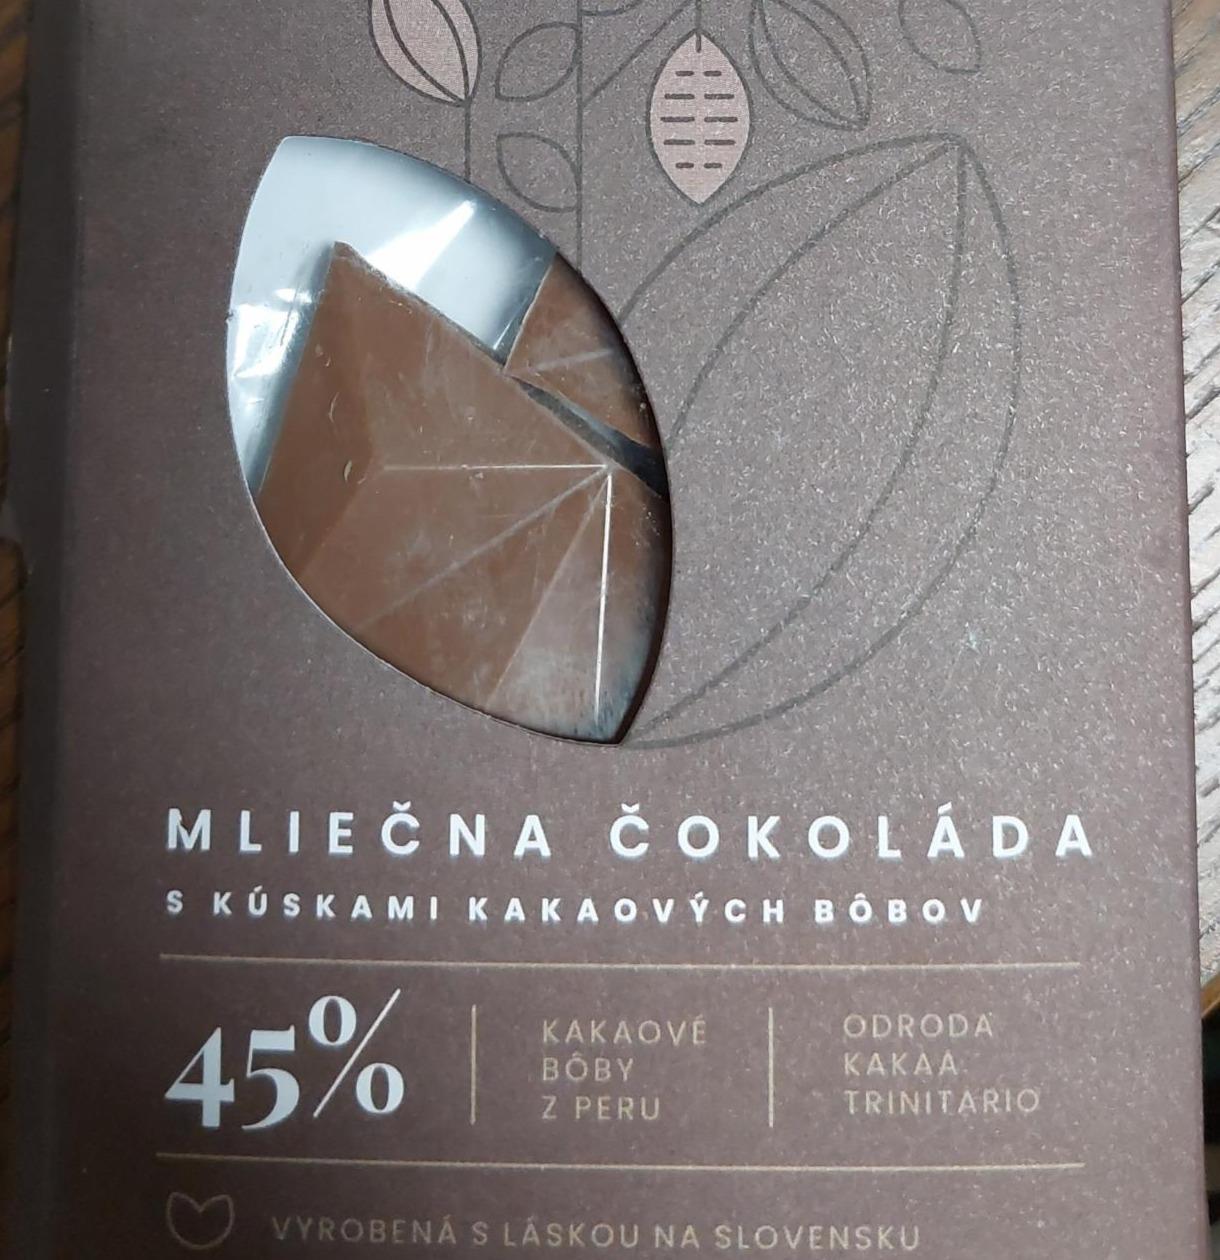 MLIEČNA ČOKOLÁDA
S KÚSKAMI KAKAOVÝCH BÔBOV
45%
KAKAOVÉ
BÔBY
Z PERU
ODRODA
KAKAA:
TRINITARIO
VYROBENÁ S LÁSKOU NA SLOVENSKU